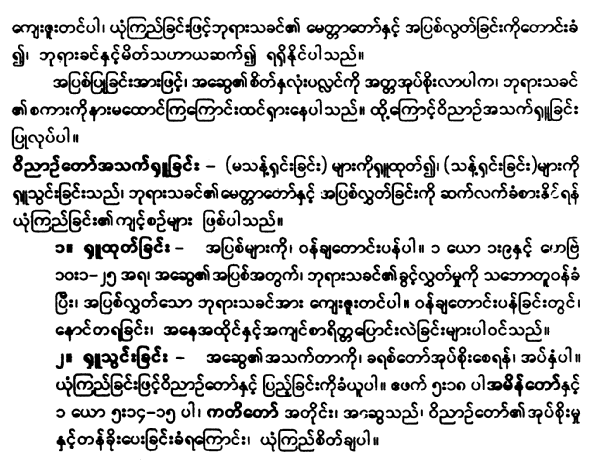 ကျေးဇူးတင်ပါ၊ ယုံကြည်ခြင်းဖြင့်ဘုရားသခင်၏ မေတ္တာတော်နှင့် အပြစ်လွှတ်ခြင်းကိုတောင်းခံ
၍၊ ဘုရားခင်နှင့်မိတ်သဟာယဆက်၍ ရရှိနိုင်ပါသည်။
အပြစ်ပြုခြင်းအားဖြင့်၊ အဆွေ၏စိတ်နှလုံးပလ္လင်ကို အတ္တအုပ်စိုးလာပါက၊ ဘုရားသခင်
၏စကားကိုနားမထောင်ကြကြောင်းထင်ရှားနေပါသည်။ ထို့ကြောင့်ဝိညာဉ်အသက်ရှူခြင်း
ပြုလုပ်ပါ။
ဝိညာဉ်တော်အသက်ရှူခြင်း – (မသန့်ရှင်းခြင်း) များကိုရှူထုတ်၍၊ (သန့်ရှင်းခြင်း)များကို
ရှူသွင်းခြင်းသည်၊ ဘုရားသခင်၏မေတ္တာတော်နှင့် အပြစ်လွှတ်ခြင်းကို ဆက်လက်ခံစားနိုင်ရန်
ယုံကြည်ခြင်း၏ကျင့်စဉ်များ ဖြစ်ပါသည်။
၁။ ရှူထုတ်ခြင်း – အပြစ်များကို၊ ဝန်ချတောင်းပန်ပါ။ ၁ ယော ၁း၉နှင့် ဟေဗြဲ
၁၀း၁–၂၅ အရ၊ အဆွေ၏အပြစ်အတွက်၊ ဘုရားသခင်၏ခွင့်လွှတ်မှုကို သဘောတူဝန်ခံ
ပြီး၊ အပြစ်လွှတ်သော ဘုရားသခင်အား ကျေးဇူးတင်ပါ။ ဝန်ချတောင်းပန်ခြင်းတွင်၊
နောင်တရခြင်း၊ အနေအထိုင်နှင့်အကျင်စာရိတ္တပြောင်းလဲခြင်းများပါဝင်သည်။
၂။ ရှူသွင်းခြင်း – အဆွေ၏အသက်တာကို၊ ခရစ်တော်အုပ်စိုးစေရန်၊ အပ်နှံပါ။
ယုံကြည်ခြင်းဖြင့်ဝိညာဉ်တော်နှင့် ပြည့်ခြင်းကိုခံယူပါ။ ဧဖက် ၅း၁၈ ပါအမိန့်တော်နှင့်
၁ ယော ၅း၁၄–၁၅ ပါ၊ ကတိတော် အတိုင်း၊ အဆွေသည်၊ ဝိညာဉ်တော်၏အုပ်စိုးမှု
နှင့်တန်ခိုးပေးခြင်းခံရကြောင်း၊ ယုံကြည်စိတ်ချပါ။